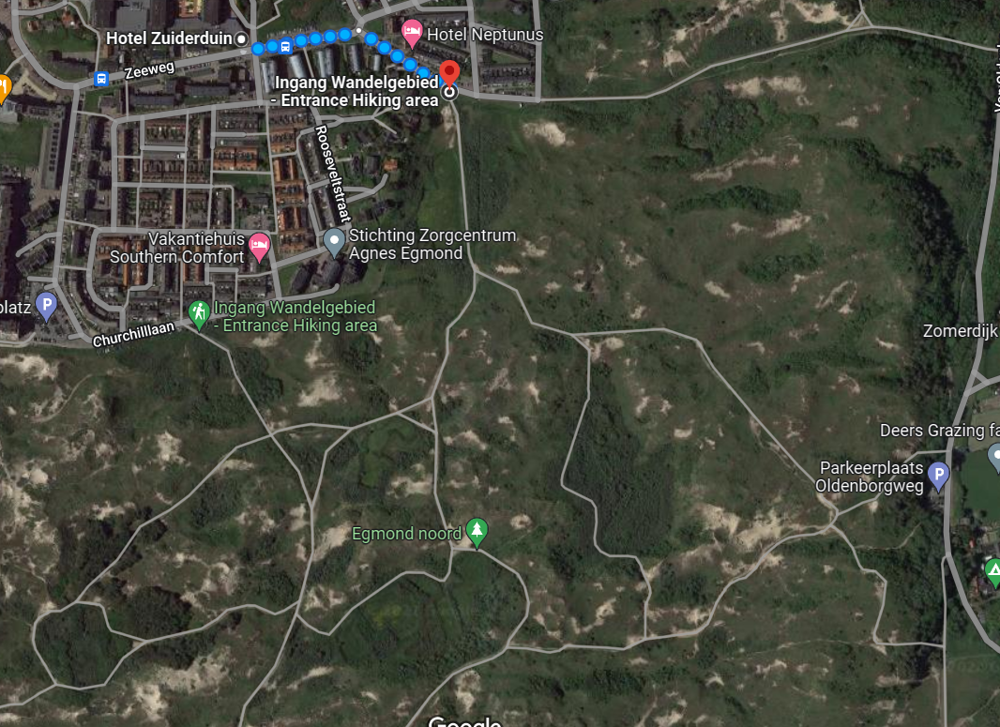 Hotel Zuiderduin
Hotel Neptunus
Zeeweg
Ingang Wandelgebied
- Entrance Hiking area
Rooseveltstraat
Vakantiehuis
Southern Comfort
Stichting Zorgcentrum
Agnes Egmond
platz
P
Ingang Wandelgebied
- Entrance Hiking area
Churchilllaan
Zomerdijk
Deers Grazing fa
Parkeerplaats
Oldenborgweg
P
Egmond noord
Google